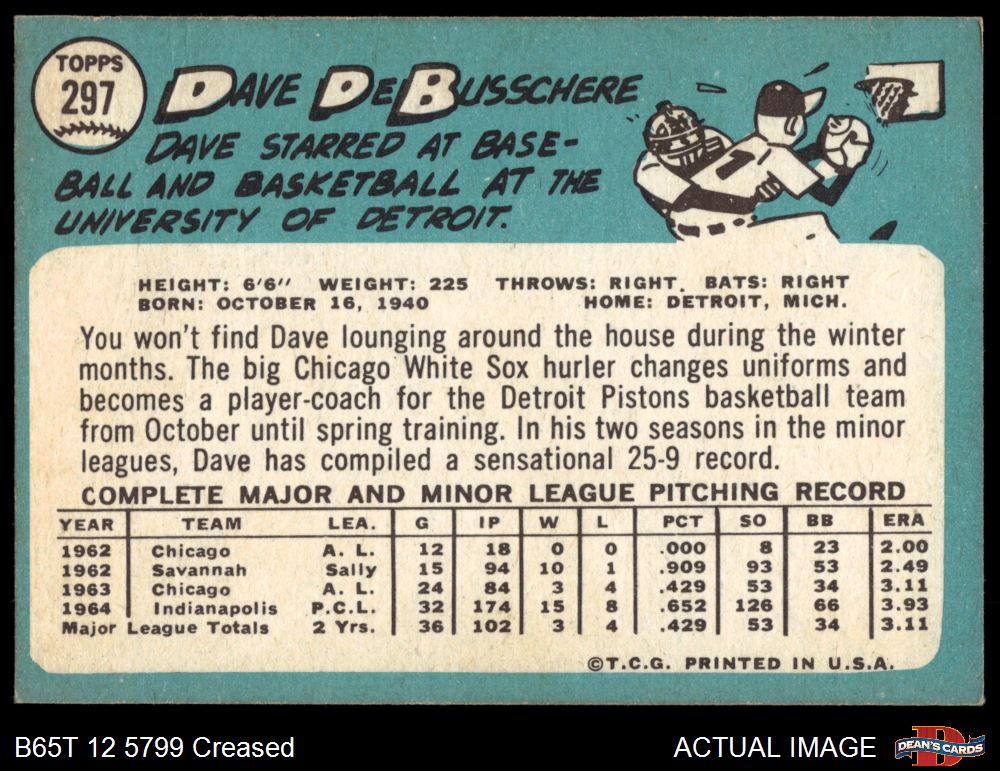 TOPPS
297
DAVE DEBUSSCHERE
DAVE STARRED AT BASE-
BALL AND BASKETBALL AT THE
UNIVERSITY OF DETROIT.
HEIGHT: 6'6" WEIGHT: 225 THROWS: RIGHT. BATS: RIGHT
BORN: OCTOBER 16, 1940 HOME: DETROIT, MICH.
You won't find Dave lounging around the house during the winter
months. The big Chicago White Sox hurler changes uniforms and
becomes a player-coach for the Detroit Pistons basketball team
from October until spring training. In his two seasons in the minor
leagues, Dave has compiled a sensational 25-9 record.
COMPLETE MAJOR AND MINOR LEAGUE PITCHING RECORD
YEAR TEAM LEA. G IP W L PCT SO BB ERA
1962 Chicago A. L. 12 18 0 0 .000 8 23 2.00
1962 Savannah Sally 15 94 10 1 .909 93 53 2.49
1963 Chicago A. L. 24 84 3 4 .429 53 34 3.11
1964 Indianapolis P.C.L. 32 174 15 8 .652 126 66 3.93
Major League Totals 2 Yrs. 36 102 3 4 .429 53 34 3.11
©T.C.G. PRINTED IN U.S.A.
B65T 12 5799 Creased
ACTUAL IMAGE
D
DEAN'S CARDS